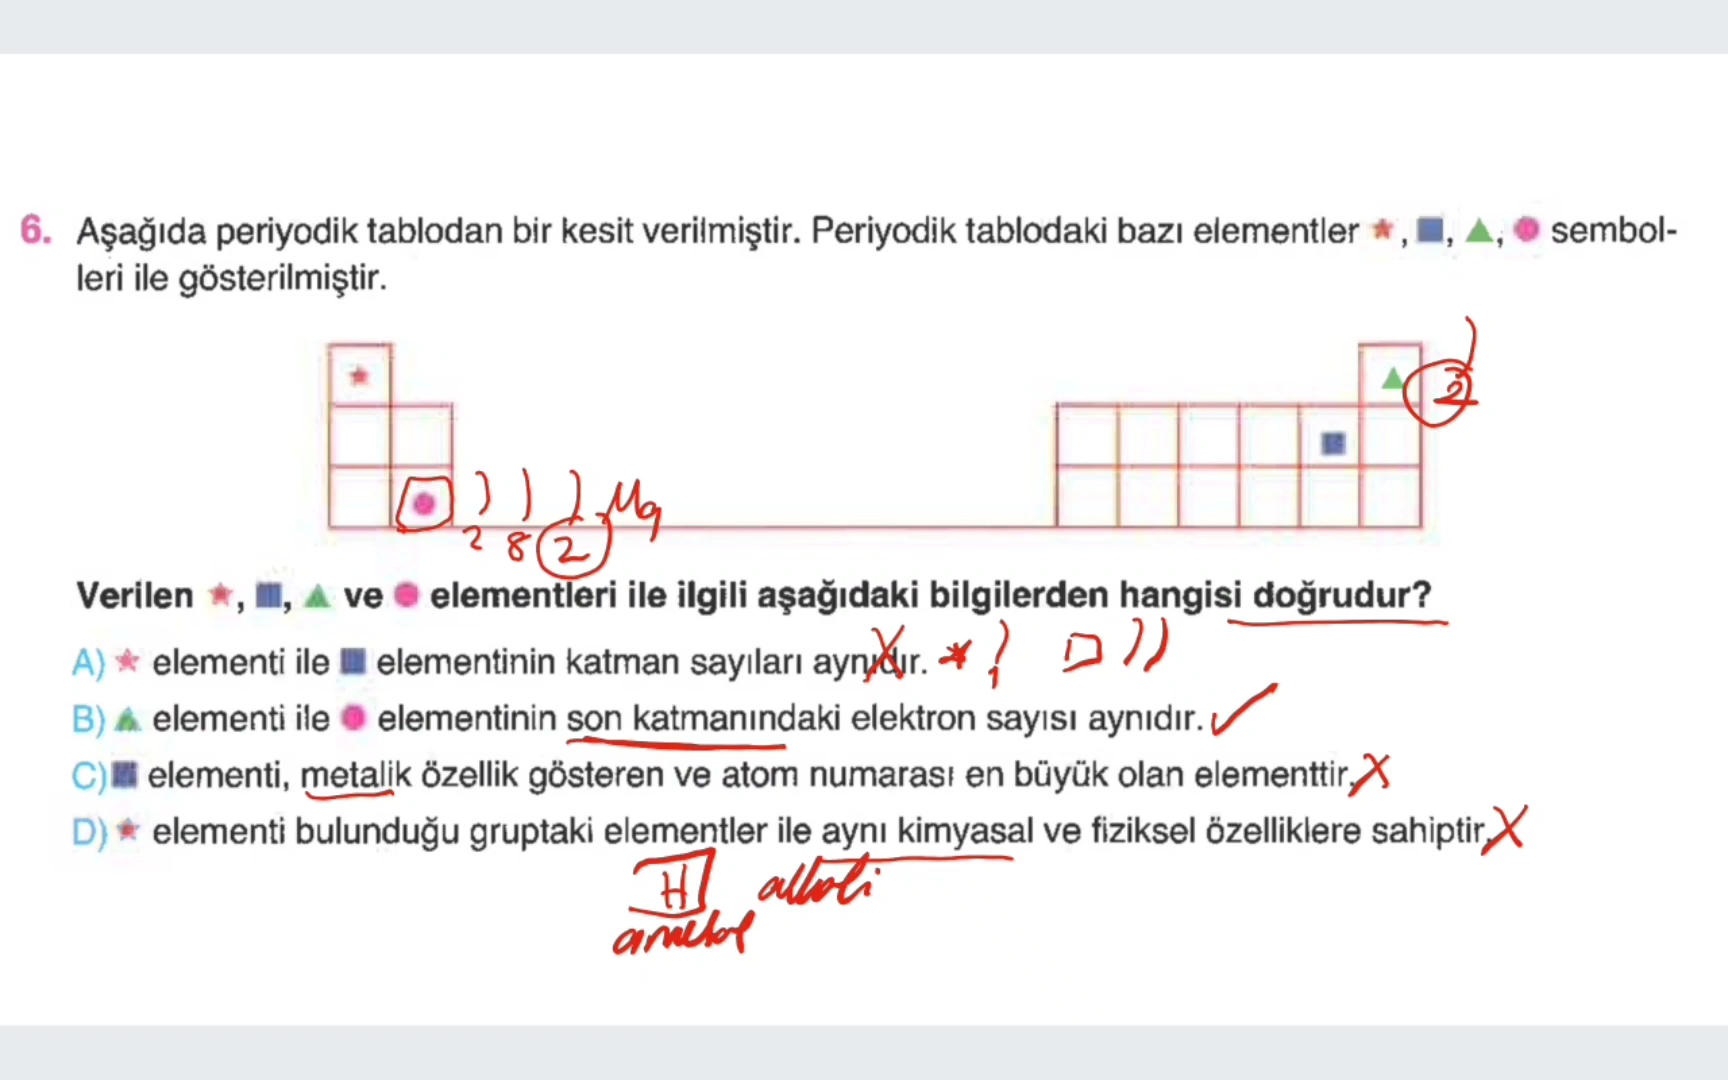 6. Aşağıda periyodik tablodan bir kesit verilmiştir. Periyodik tablodaki bazı elementler ★, ■, ▲, ● sembol-
leri ile gösterilmiştir.
2
Mg
2 8 2
Verilen ★, ■, ▲ ve ● elementleri ile ilgili aşağıdaki bilgilerden hangisi doğrudur?
A) ★ elementi ile ■ elementinin katman sayıları aynıdır.
B) ▲ elementi ile ● elementinin son katmanındaki elektron sayısı aynıdır.
C) ■ elementi, metalik özellik gösteren ve atom numarası en büyük olan elementtir.
D) ★ elementi bulunduğu gruptaki elementler ile aynı kimyasal ve fiziksel özelliklere sahiptir.
H alkali
ametal